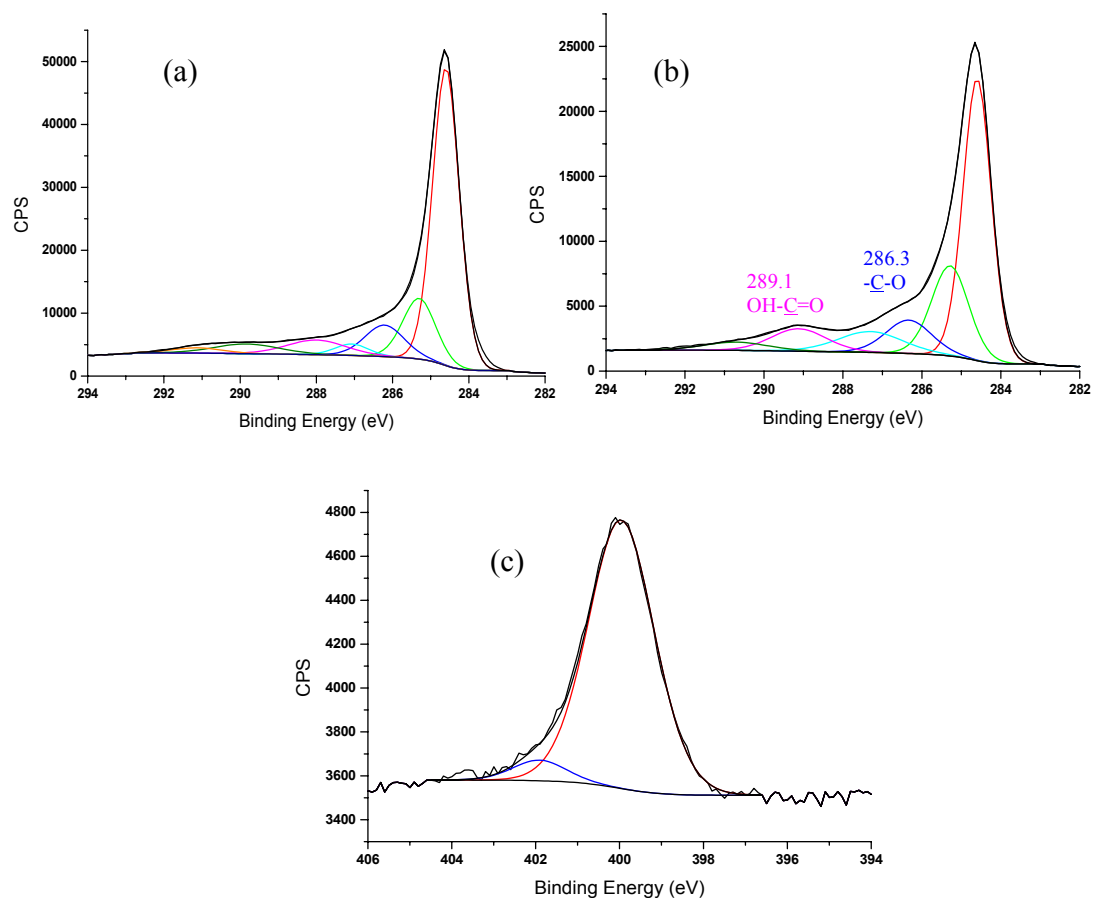 (a)
50000
40000
30000
20000
10000
0
CPS
294 292 290 288 286 284 282
Binding Energy (eV)
(b)
25000
20000
15000
10000
5000
0
CPS
289.1
OH-C=O
286.3
-C-O
294 292 290 288 286 284 282
Binding Energy (eV)
(c)
4800
4600
4400
4200
4000
3800
3600
3400
CPS
406 404 402 400 398 396 394
Binding Energy (eV)